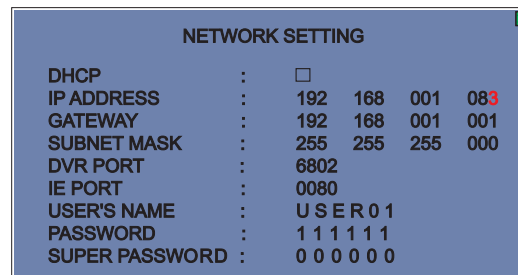 NETWORK SETTING
DHCP : □
IP ADDRESS : 192 168 001 083
GATEWAY : 192 168 001 001
SUBNET MASK : 255 255 255 000
DVR PORT : 6802
IE PORT : 0080
USER'S NAME : U S E R 0 1
PASSWORD : 1 1 1 1 1 1
SUPER PASSWORD : 0 0 0 0 0 0